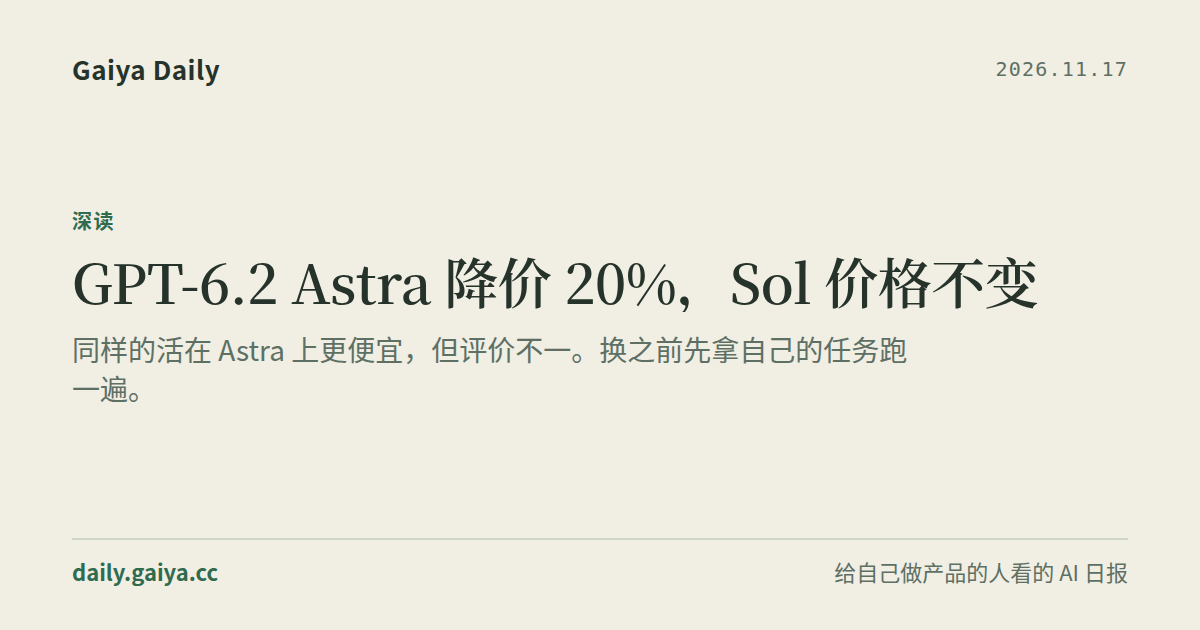 Gaiya Daily
2026.11.17
深读
GPT-6.2 Astra 降价 20%，Sol 价格不变
同样的活在 Astra 上更便宜，但评价不一。换之前先拿自己的任务跑
一遍。
daily.gaiya.cc
给自己做产品的人看的 AI 日报